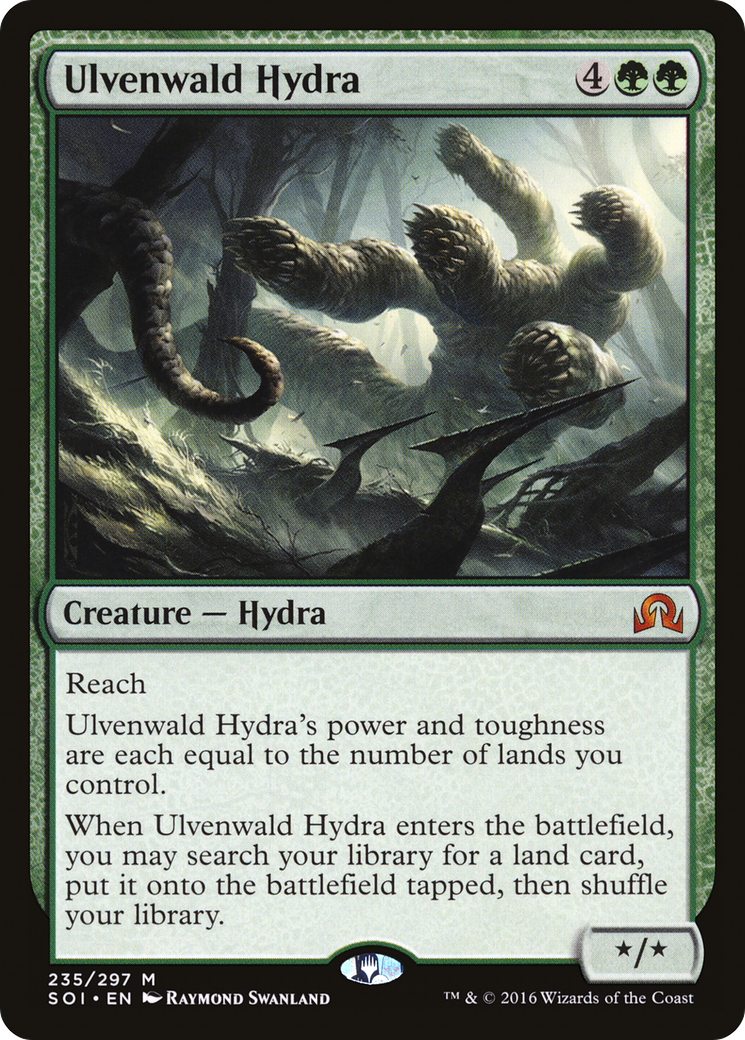 Ulvenwald Hydra 4
Creature — Hydra
Reach
Ulvenwald Hydra's power and toughness
are each equal to the number of lands you
control.
When Ulvenwald Hydra enters the battlefield,
you may search your library for a land card,
put it onto the battlefield tapped, then shuffle
your library.
★/★
235/297 M
SOI • EN Raymond Swanland
™ & © 2016 Wizards of the Coast